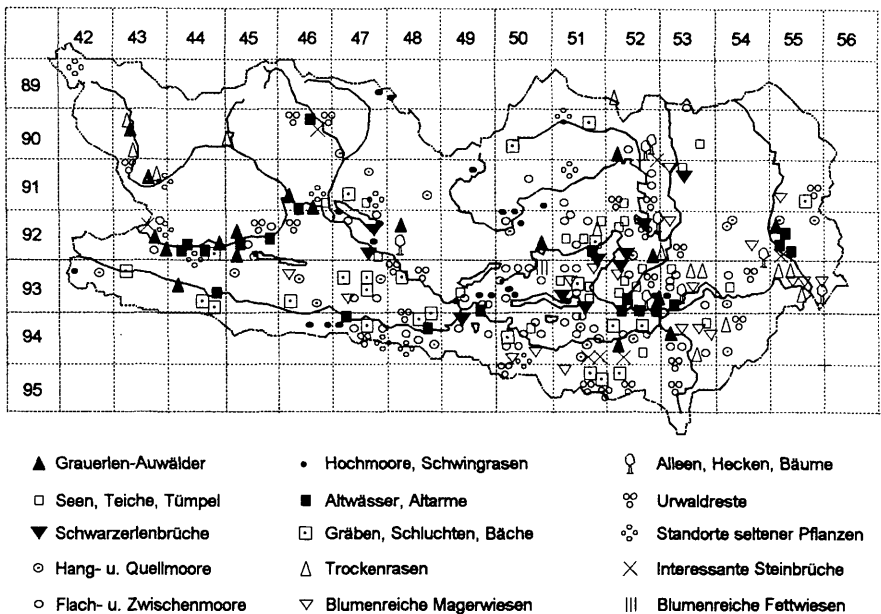 42 43 44 45 46 47 48 49 50 51 52 53 54 55 56
89
90
91
92
93
94
95
Grauerlen-Auwälder
Hochmoore, Schwingrasen
Alleen, Hecken, Bäume
Seen, Teiche, Tümpel
Altwässer, Altarme
Urwaldreste
Schwarzerlenbrüche
Gräben, Schluchten, Bäche
Standorte seltener Pflanzen
Hang- u. Quellmoore
Trockenrasen
Interessante Steinbrüche
Flach- u. Zwischenmoore
Blumenreiche Magerwiesen
Blumenreiche Fettwiesen